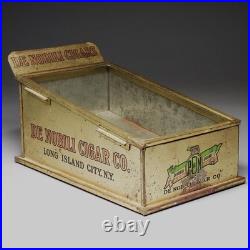 DE NOBILI CIGARS
DE NOBILI CIGAR CO.
LONG ISLAND CITY, N.Y.
DE NOBILI CIGAR CO.